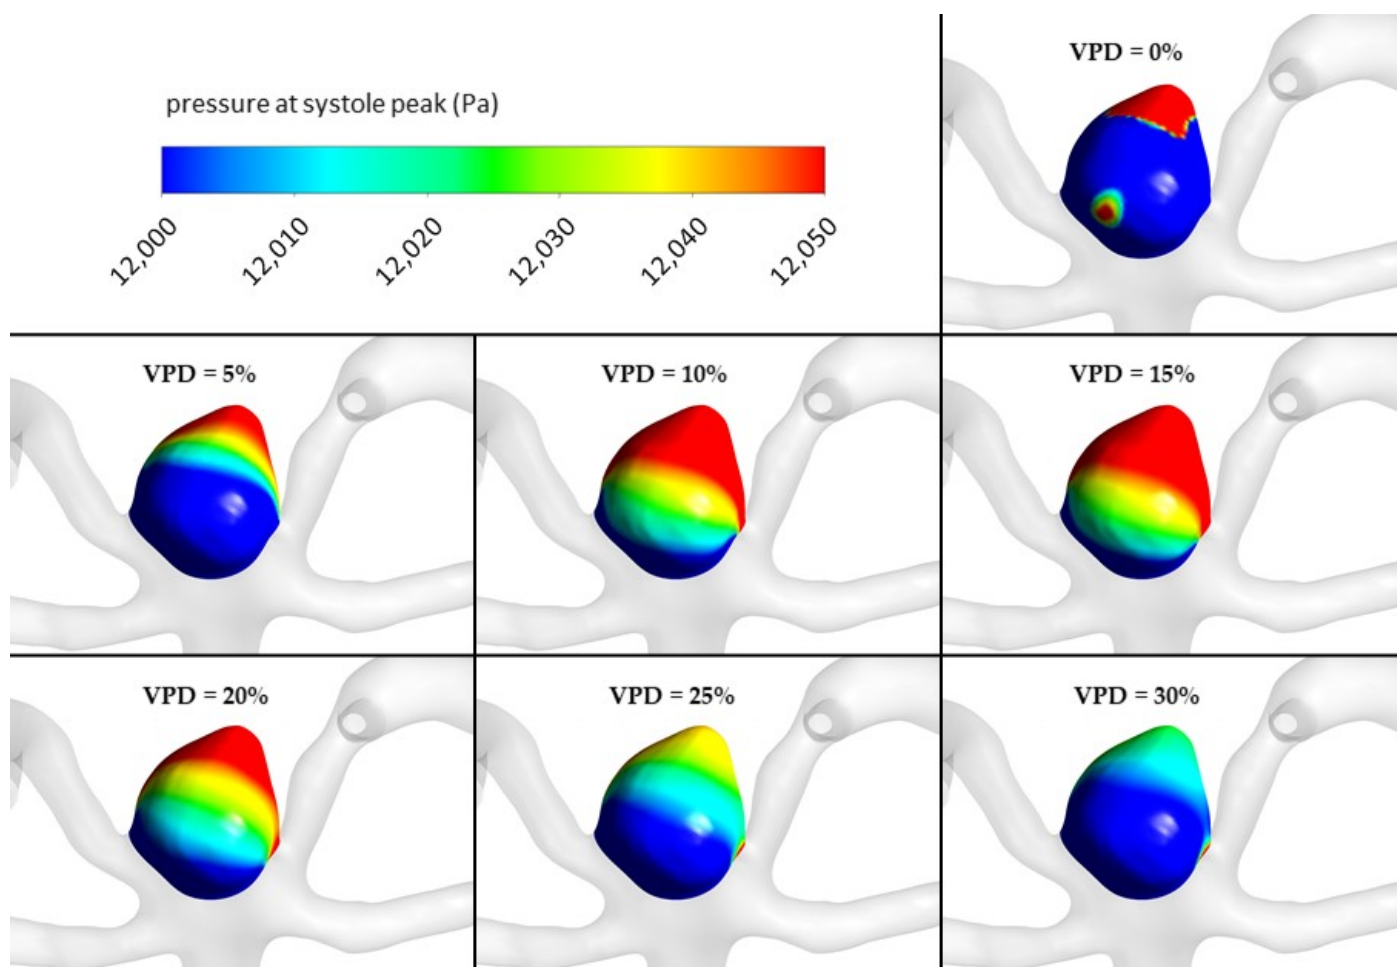 pressure at systole peak (Pa)
12,000
12,010
12,020
12,030
12,040
12,050
VPD = 0%
VPD = 5%
VPD = 10%
VPD = 15%
VPD = 20%
VPD = 25%
VPD = 30%